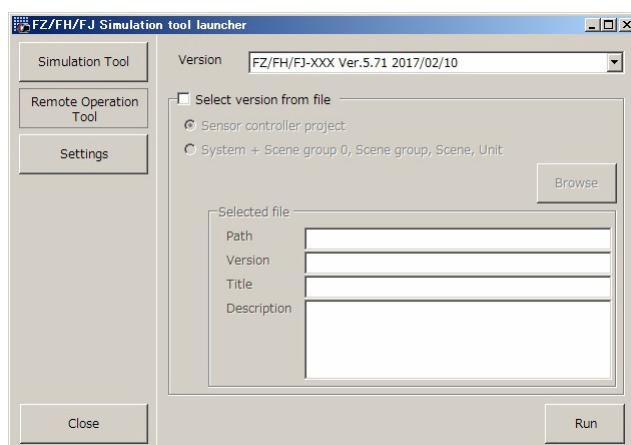 FZ/FH/FJ Simulation tool launcher
Simulation Tool
Remote Operation
Tool
Settings
Close
Version
FZ/FH/FJ-XXX Ver.5.71 2017/02/10
Select version from file
Sensor controller project
System + Scene group 0, Scene group, Scene, Unit
Browse
Selected file
Path
Version
Title
Description
Run